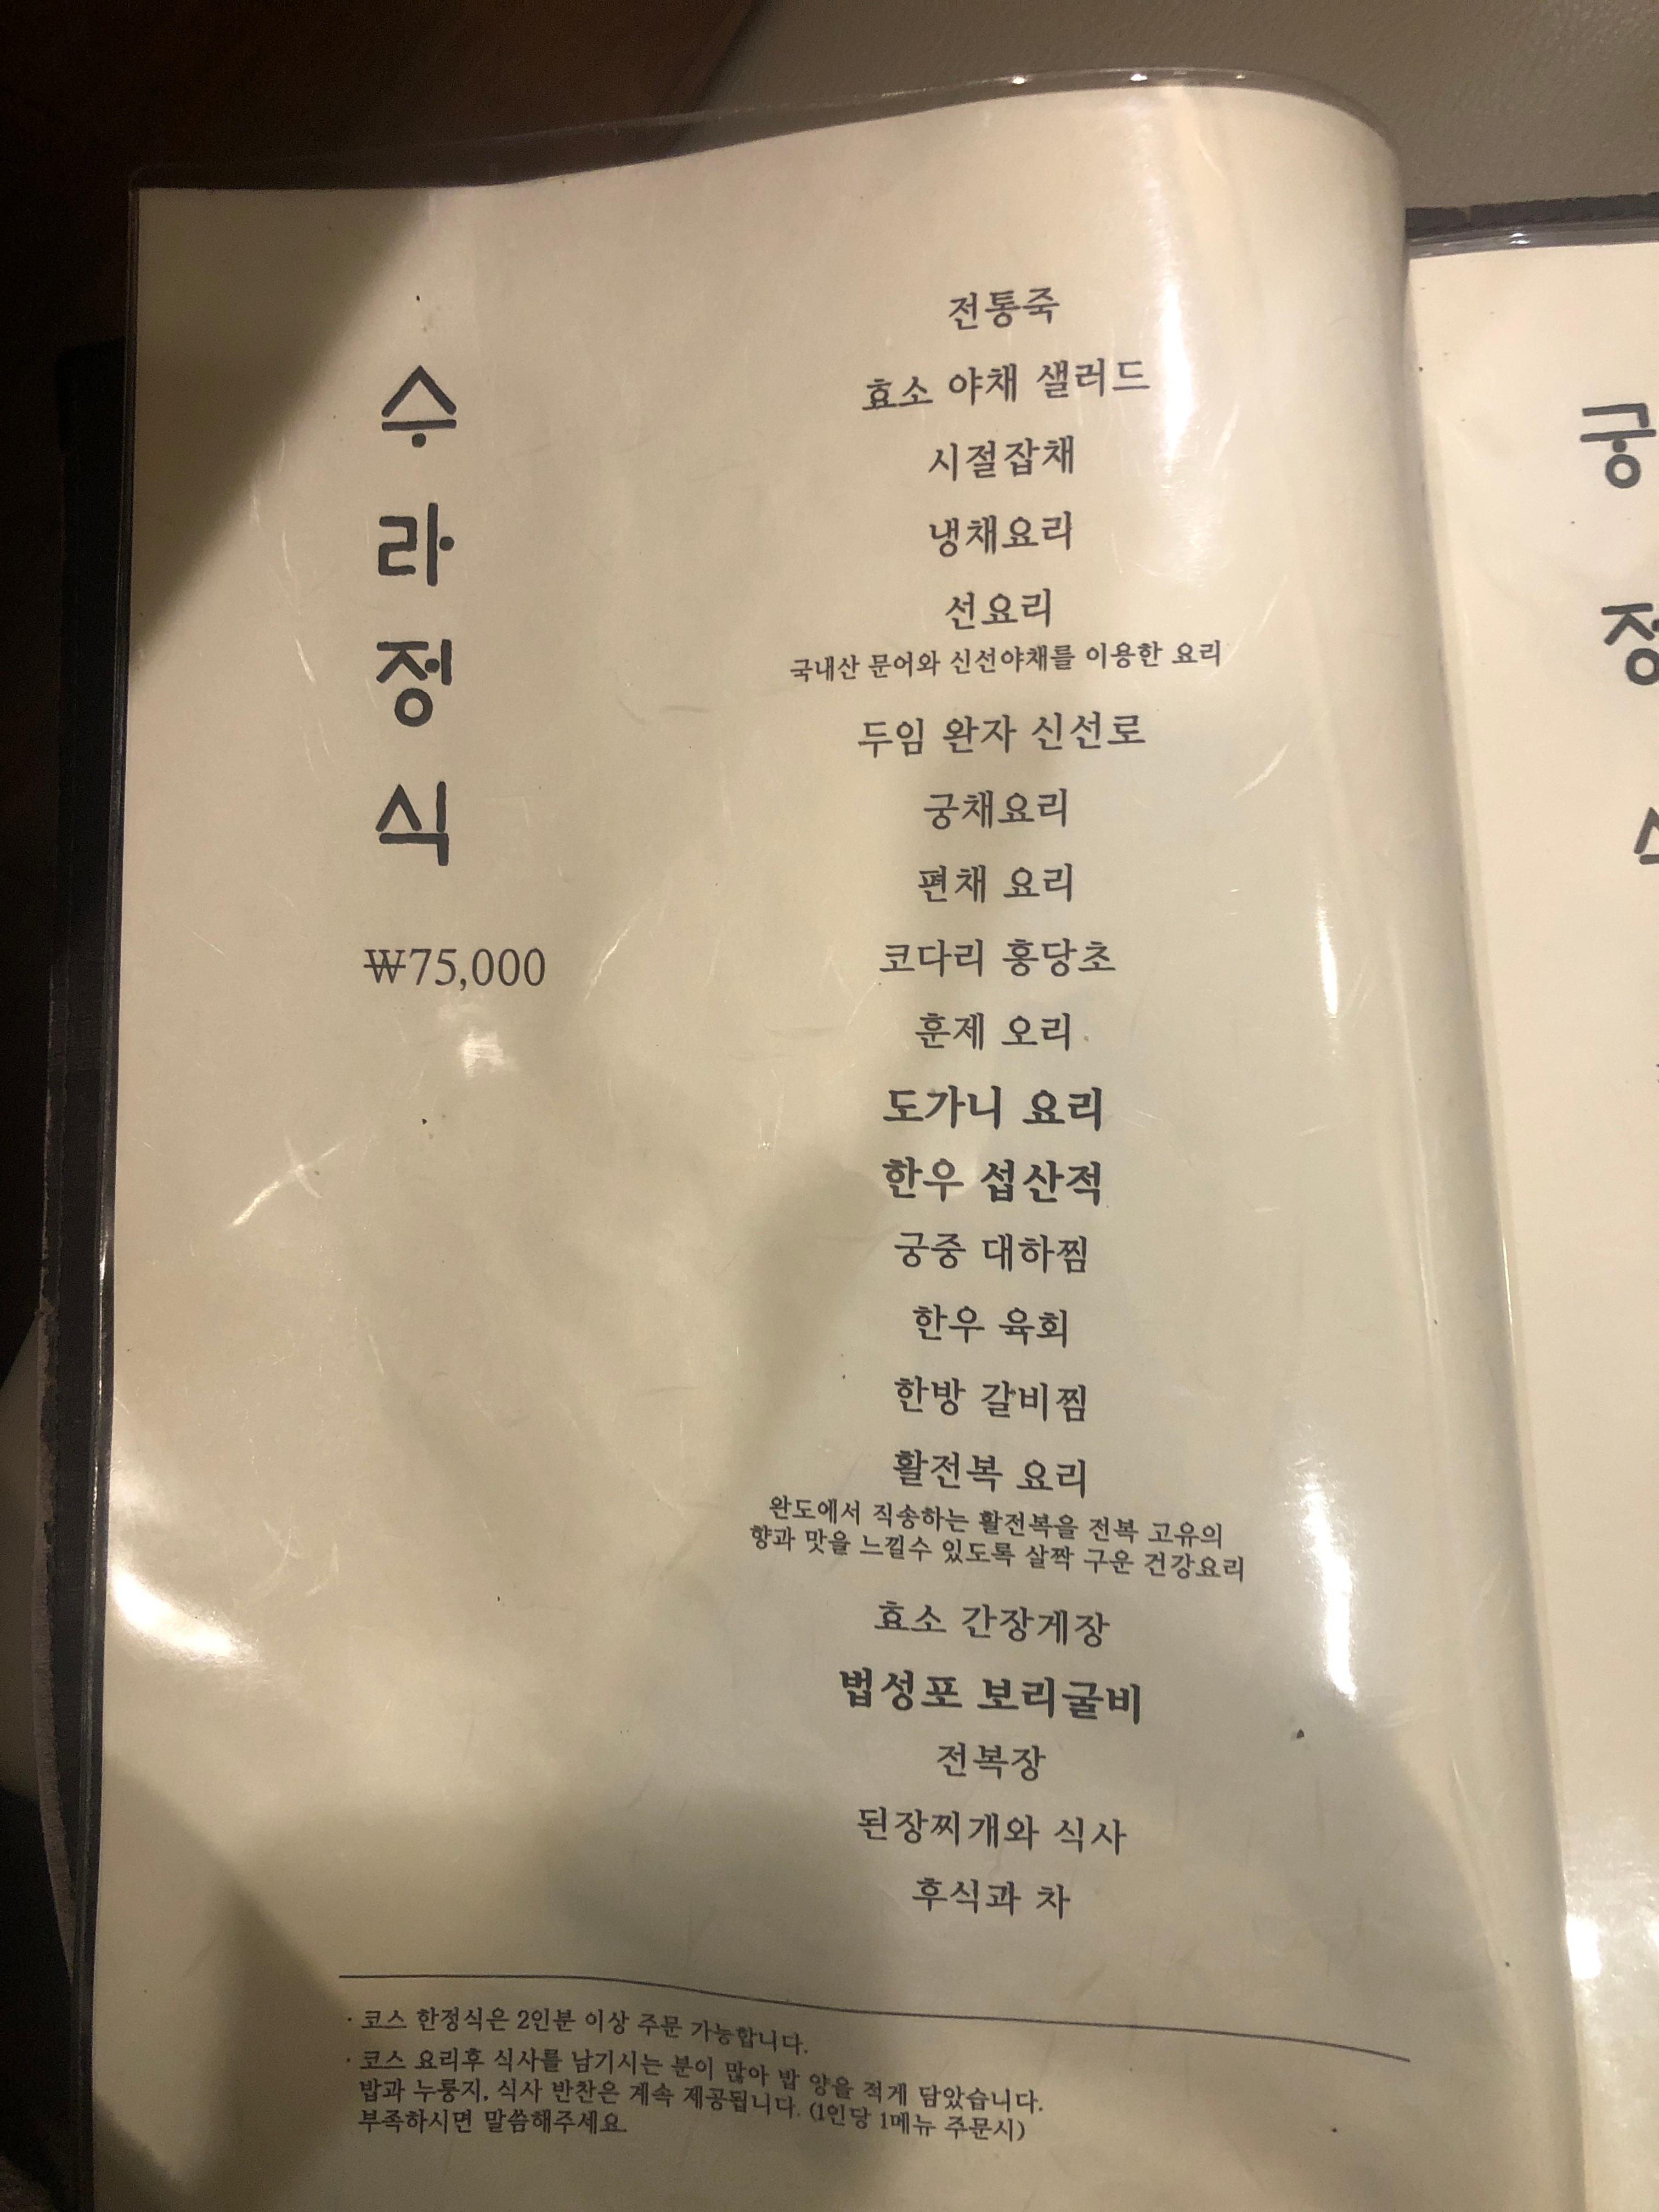 수라정식
₩75,000
전통죽
효소 야채 샐러드
시절잡채
냉채요리
선요리
국내산 문어와 신선야채를 이용한 요리
두임 완자 신선로
궁채요리
편채 요리
코다리 홍당초
훈제 오리
도가니 요리
한우 섭산적
궁중 대하찜
한우 육회
한방 갈비찜
활전복 요리
완도에서 직송하는 활전복을 전복 고유의
향과 맛을 느낄수 있도록 살짝 구운 건강요리
효소 간장게장
법성포 보리굴비
전복장
된장찌개와 식사
후식과 차
· 코스 한정식은 2인분 이상 주문 가능합니다.
· 코스 요리후 식사를 남기시는 분이 많아 밥 양을 적게 담았습니다.
밥과 누룽지, 식사 반찬은 계속 제공됩니다. (1인당 1메뉴 주문시)
부족하시면 말씀해주세요.
궁
정